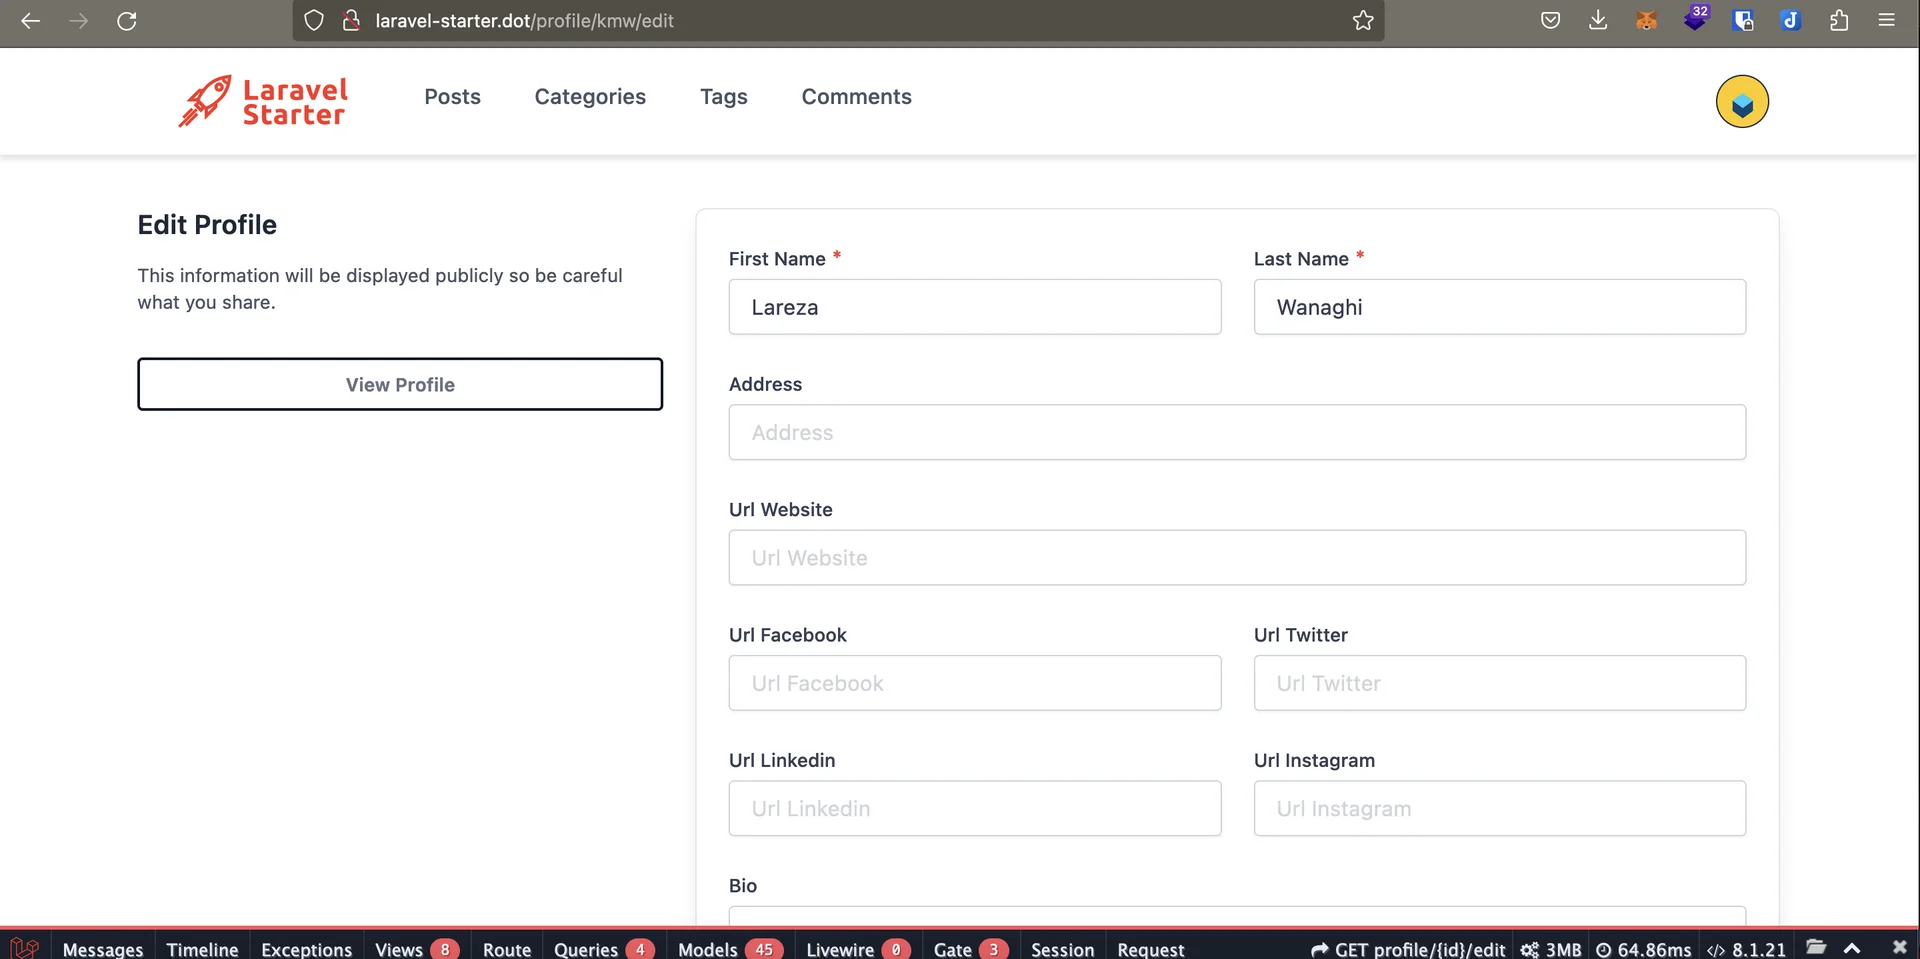 laravel-starter.dot/profile/kmw/edit
32
Laravel
Starter
Posts Categories Tags Comments
Edit Profile
This information will be displayed publicly so be careful
what you share.
View Profile
First Name *
Lareza
Last Name *
Wanaghi
Address
Address
Url Website
Url Website
Url Facebook
Url Facebook
Url Twitter
Url Twitter
Url Linkedin
Url Linkedin
Url Instagram
Url Instagram
Bio
Messages Timeline Exceptions Views 8 Route Queries 4 Models 45 Livewire 0 Gate 3 Session Request GET profile/{id}/edit 3MB 64.86ms 8.1.21